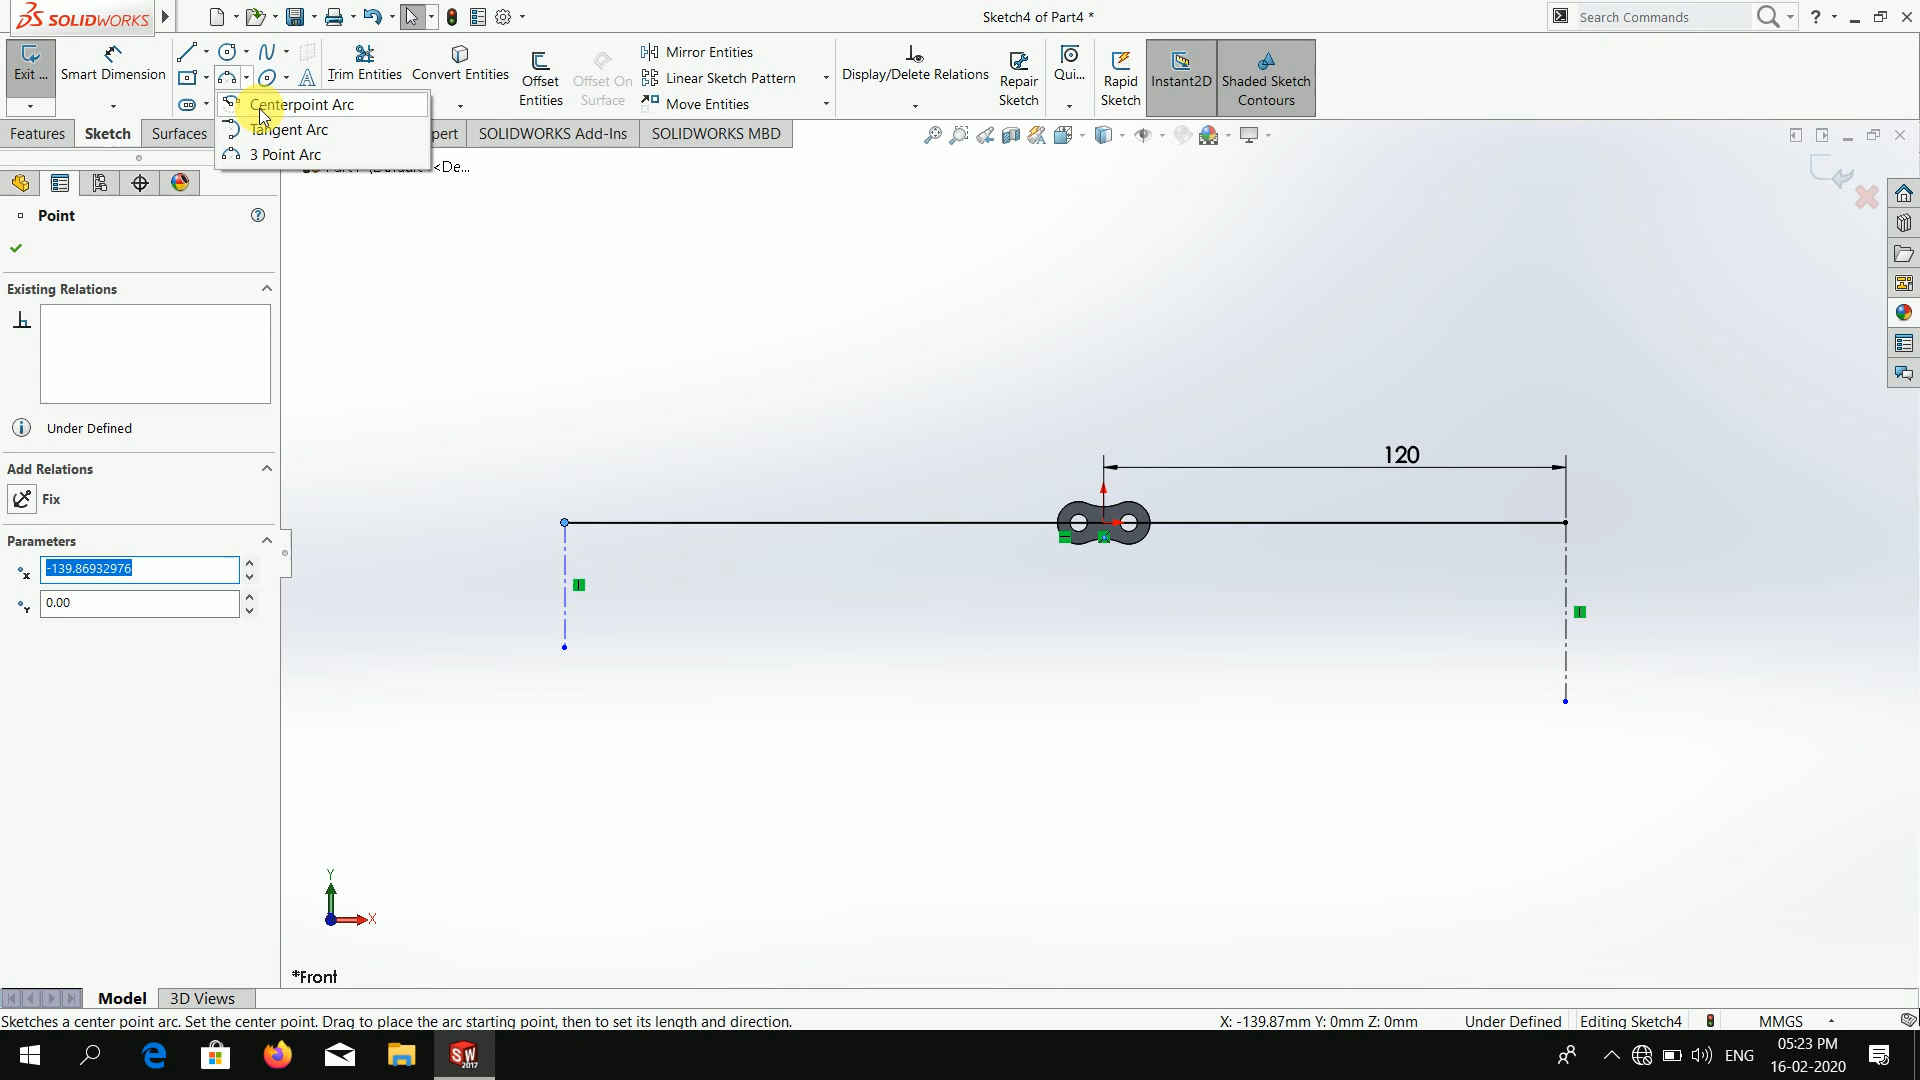 SOLIDWORKS
Sketch4 of Part4 *
Search Commands
Exit ...
Smart Dimension
Trim Entities
Convert Entities
Offset Entities
Offset On Surface
Mirror Entities
Linear Sketch Pattern
Move Entities
Display/Delete Relations
Repair Sketch
Qui...
Rapid Sketch
Instant2D
Shaded Sketch Contours
Centerpoint Arc
Tangent Arc
3 Point Arc
Features
Sketch
Surfaces
pert
SOLIDWORKS Add-Ins
SOLIDWORKS MBD
<De...
Point
Existing Relations
Under Defined
Add Relations
Fix
Parameters
-139.86932976
0.00
120
Y
X
*Front
Model
3D Views
Sketches a center point arc. Set the center point. Drag to place the arc starting point, then to set its length and direction.
X: -139.87mm Y: 0mm Z: 0mm
Under Defined
Editing Sketch4
MMGS
SW
2017
ENG
05:23 PM
16-02-2020